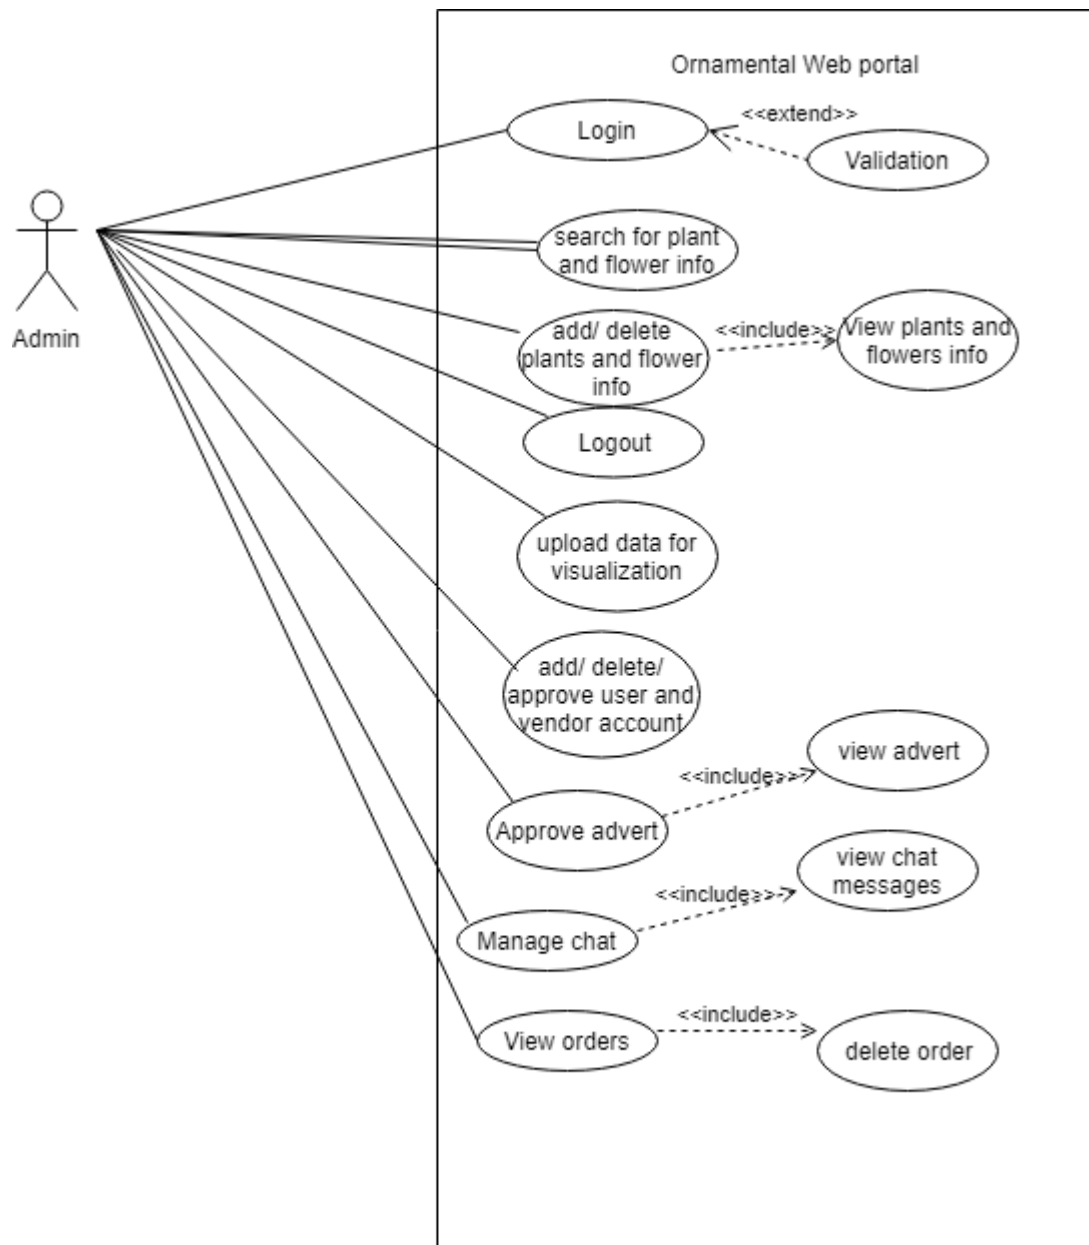 Ornamental Web portal
Login
<<extend>>
Validation
Admin
search for plant
and flower info
add/ delete
plants and flower
info
<<include>>
View plants and
flowers info
Logout
upload data for
visualization
add/ delete/
approve user and
vendor account
Approve advert
<<include>>
view advert
Manage chat
<<include>>
view chat
messages
View orders
<<include>>
delete order